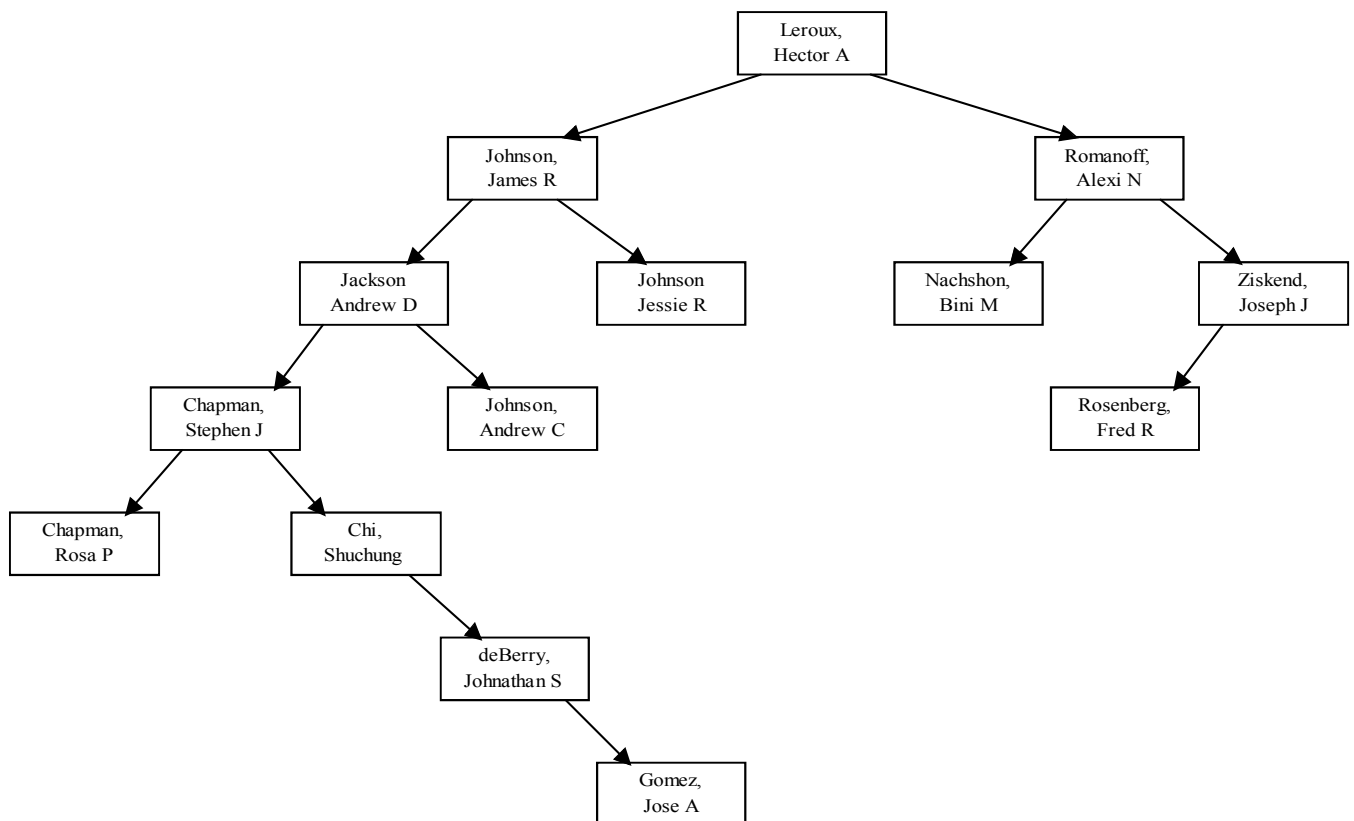 Leroux,
Hector A
Johnson,
James R
Romanoff,
Alexi N
Jackson
Andrew D
Johnson
Jessie R
Nachshon,
Bini M
Ziskend,
Joseph J
Chapman,
Stephen J
Johnson,
Andrew C
Rosenberg,
Fred R
Chapman,
Rosa P
Chi,
Shuchung
deBerry,
Johnathan S
Gomez,
Jose A